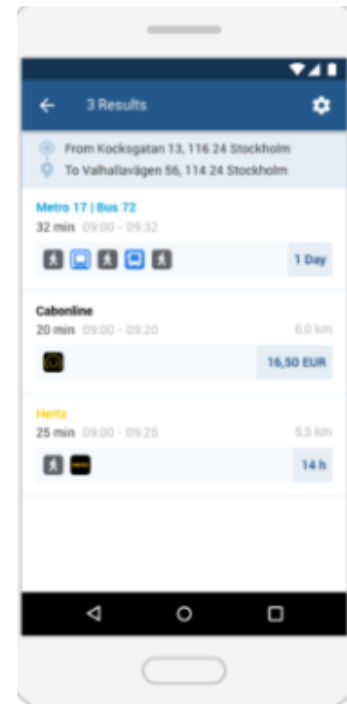 3 Results
From Kocksgatan 13, 116 24 Stockholm
To Valhallavägen 56, 114 24 Stockholm
Metro 17 | Bus 72
32 min 09:00 - 09:32
1 Day
Cabonline
20 min 09:00 - 09:20 6,0 km
16,50 EUR
Hertz
25 min 09:00 - 09:25 5,5 km
Hertz 14 h